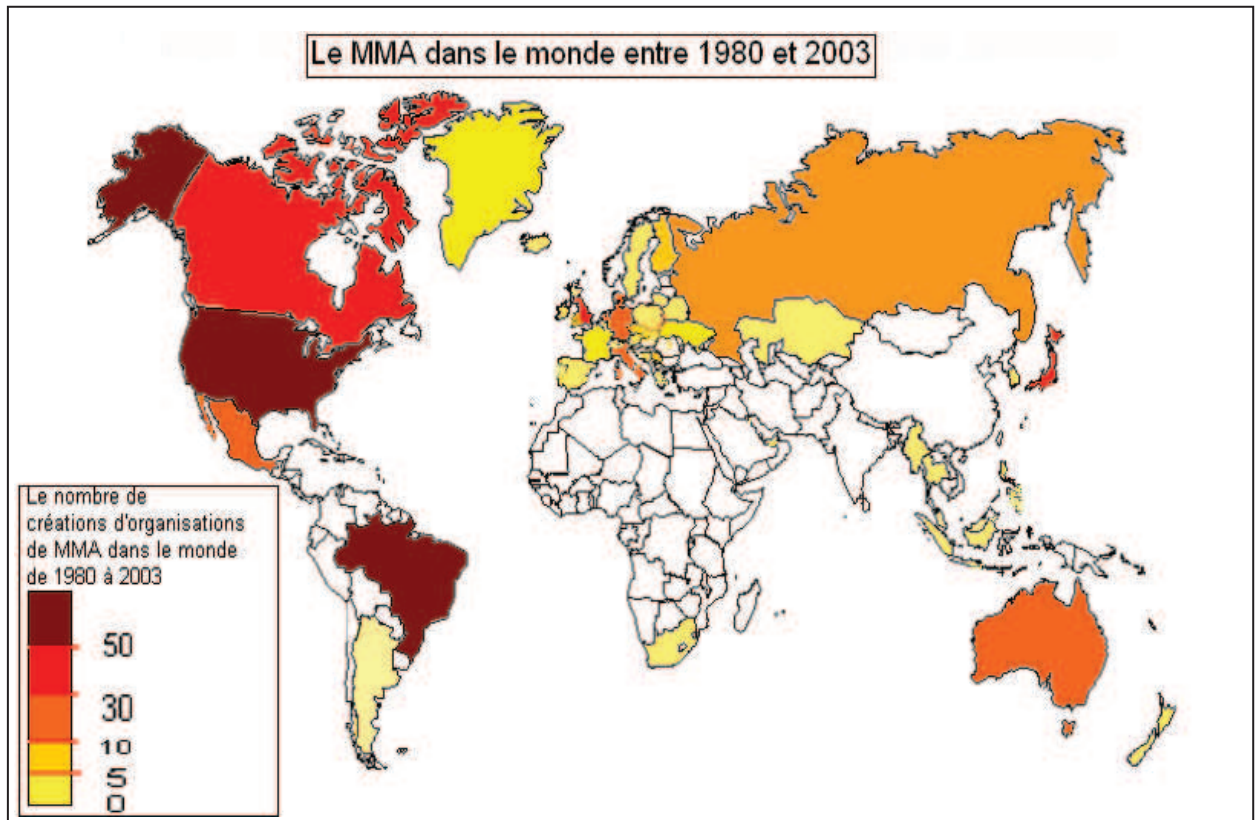 Le MMA dans le monde entre 1980 et 2003
Le nombre de
créations d'organisations
de MMA dans le monde
de 1980 à 2003
50
30
10
5
0